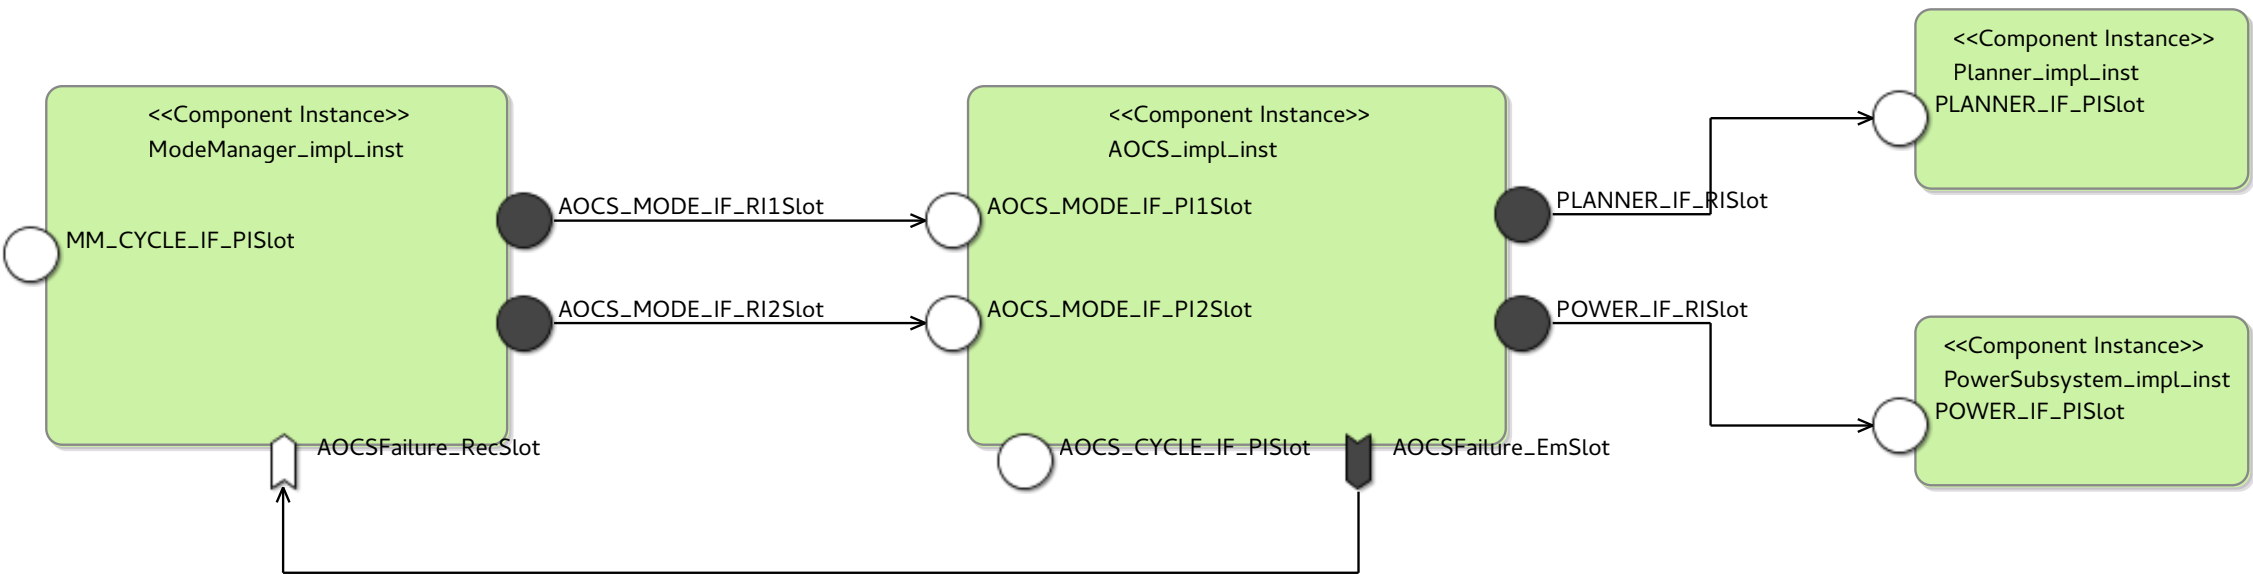 <<Component Instance>>
ModeManager_impl_inst
MM_CYCLE_IF_PISlot
AOCS_MODE_IF_RI1Slot
AOCS_MODE_IF_RI2Slot
AOCSFailure_RecSlot
<<Component Instance>>
AOCS_impl_inst
AOCS_MODE_IF_PI1Slot
AOCS_MODE_IF_PI2Slot
AOCS_CYCLE_IF_PISlot
AOCSFailure_EmSlot
PLANNER_IF_RISlot
POWER_IF_RISlot
<<Component Instance>>
Planner_impl_inst
PLANNER_IF_PISlot
<<Component Instance>>
PowerSubsystem_impl_inst
POWER_IF_PISlot